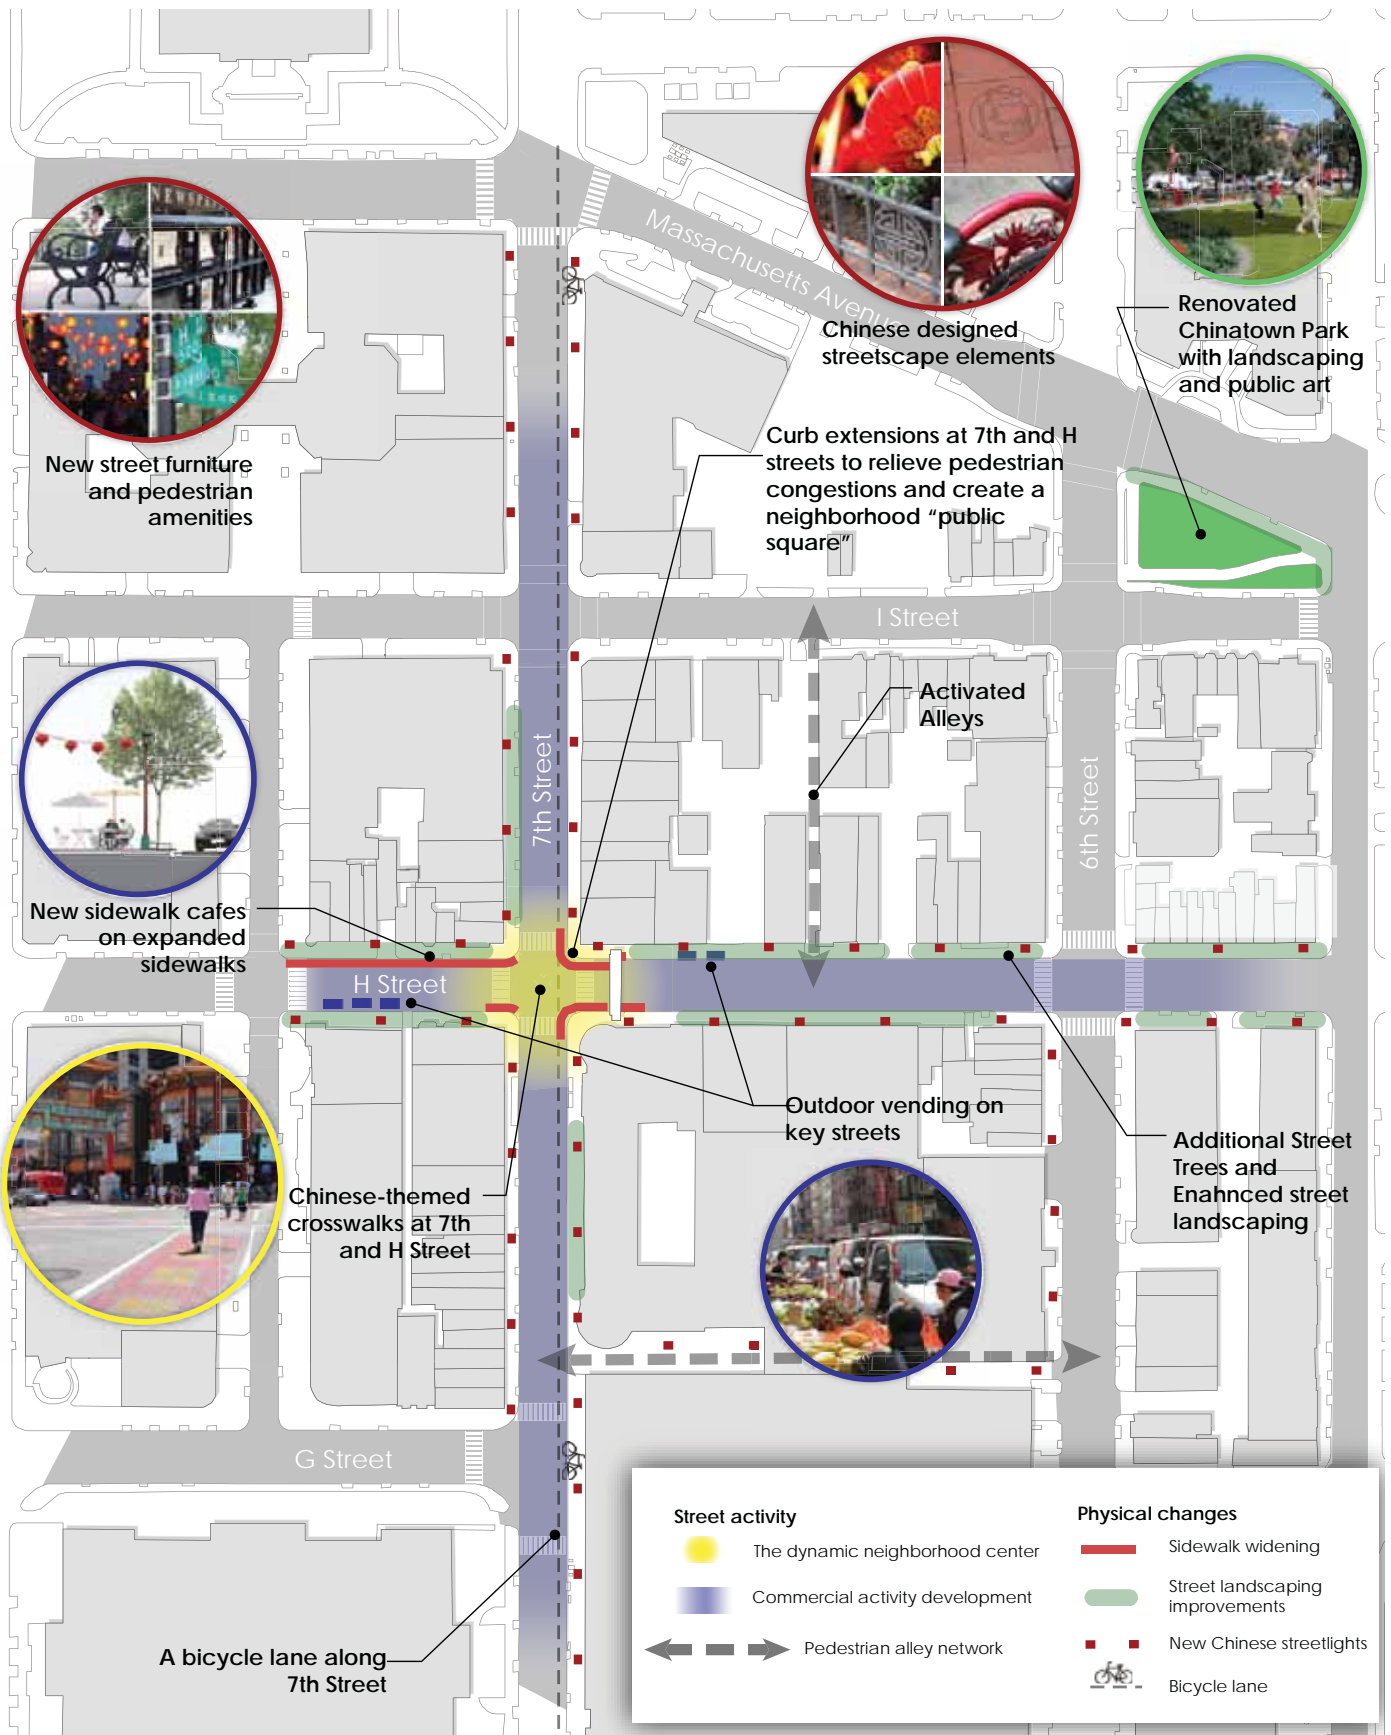 Massachusetts Avenue
Chinese designed
streetscape elements
Renovated
Chinatown Park
with landscaping
and public art
New street furniture
and pedestrian
amenities
Curb extensions at 7th and H
streets to relieve pedestrian
congestions and create a
neighborhood “public
square”
I Street
Activated
Alleys
7th Street
6th Street
New sidewalk cafes
on expanded
sidewalks
H Street
Outdoor vending on
key streets
Additional Street
Trees and
Enahnced street
landscaping
Chinese-themed
crosswalks at 7th
and H Street
G Street
A bicycle lane along
7th Street
Street activity
The dynamic neighborhood center
Commercial activity development
Pedestrian alley network
Physical changes
Sidewalk widening
Street landscaping
improvements
New Chinese streetlights
Bicycle lane